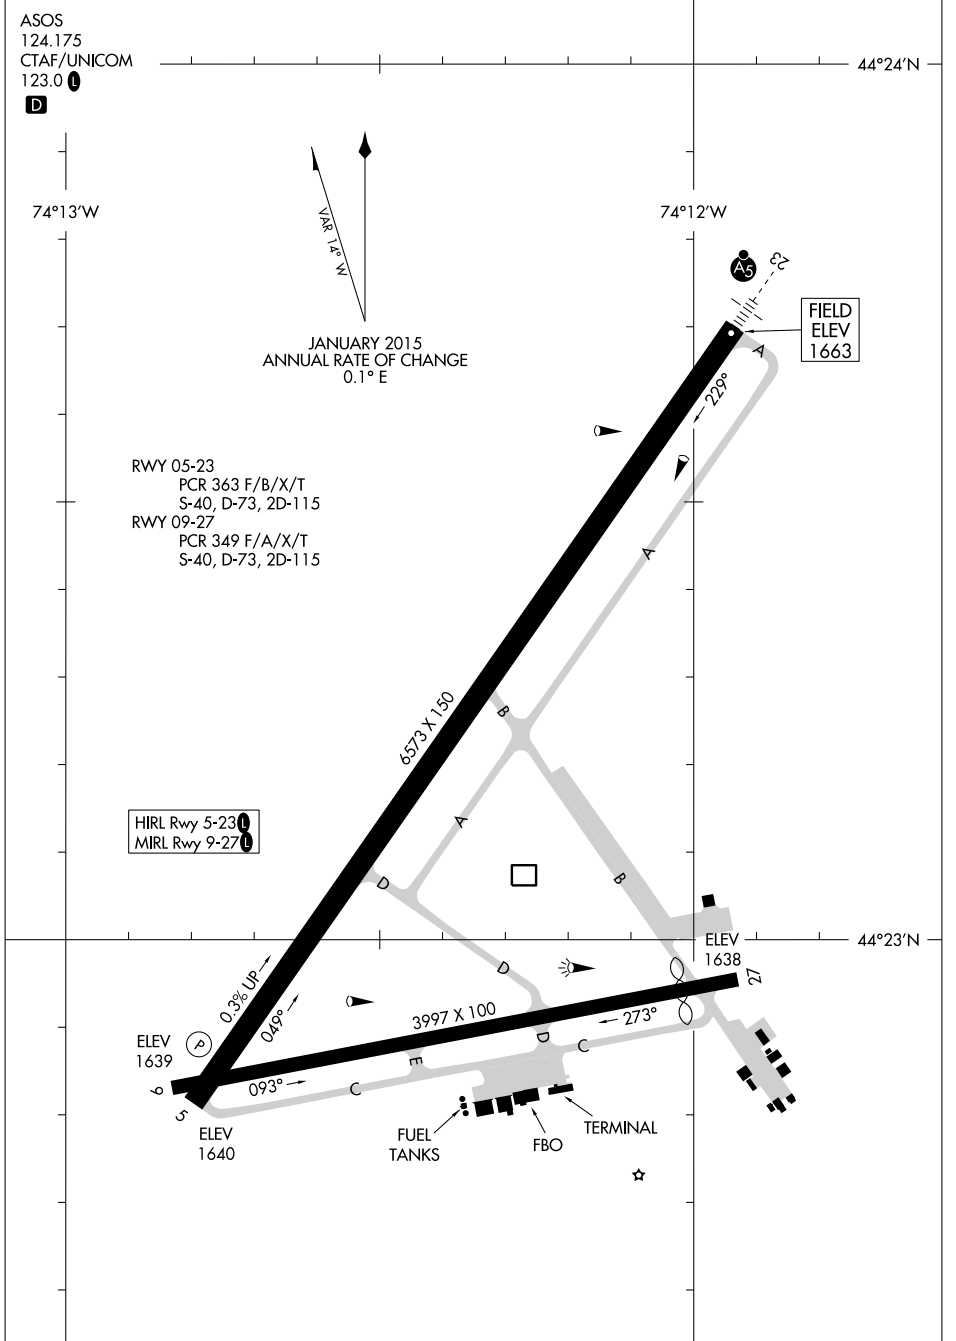 ASOS
124.175
CTAF/UNICOM
123.0 L
D
44°24'N
74°13'W
74°12'W
VAR 14° W
JANUARY 2015
ANNUAL RATE OF CHANGE
0.1° E
A5
23
FIELD
ELEV
1663
A
229°
RWY 05-23
PCR 363 F/B/X/T
S-40, D-73, 2D-115
RWY 09-27
PCR 349 F/A/X/T
S-40, D-73, 2D-115
A
6573 X 150
B
A
HIRL Rwy 5-23 L
MIRL Rwy 9-27 L
D
B
44°23'N
ELEV
1638
D
27
0.3% UP
049°
3997 X 100
273°
ELEV
1639
P
D
C
E
9
093°
C
5
ELEV
1640
FUEL
TANKS
FBO
TERMINAL